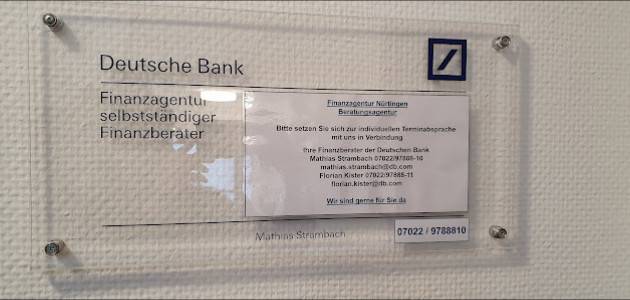 Deutsche Bank
Finanzagentur
selbstständiger
Finanzberater
Finanzagentur Nürtingen
Beratungsagentur
Bitte setzen Sie sich zur individuellen Terminabsprache
mit uns in Verbindung
Ihre Finanzberater der Deutschen Bank
Mathias Strambach 07022/97888-10
mathias.strambach@db.com
Florian Kister 07022/97888-11
florian.kister@db.com
Wir sind gerne für Sie da
Mathias Strambach
07022 / 9788810